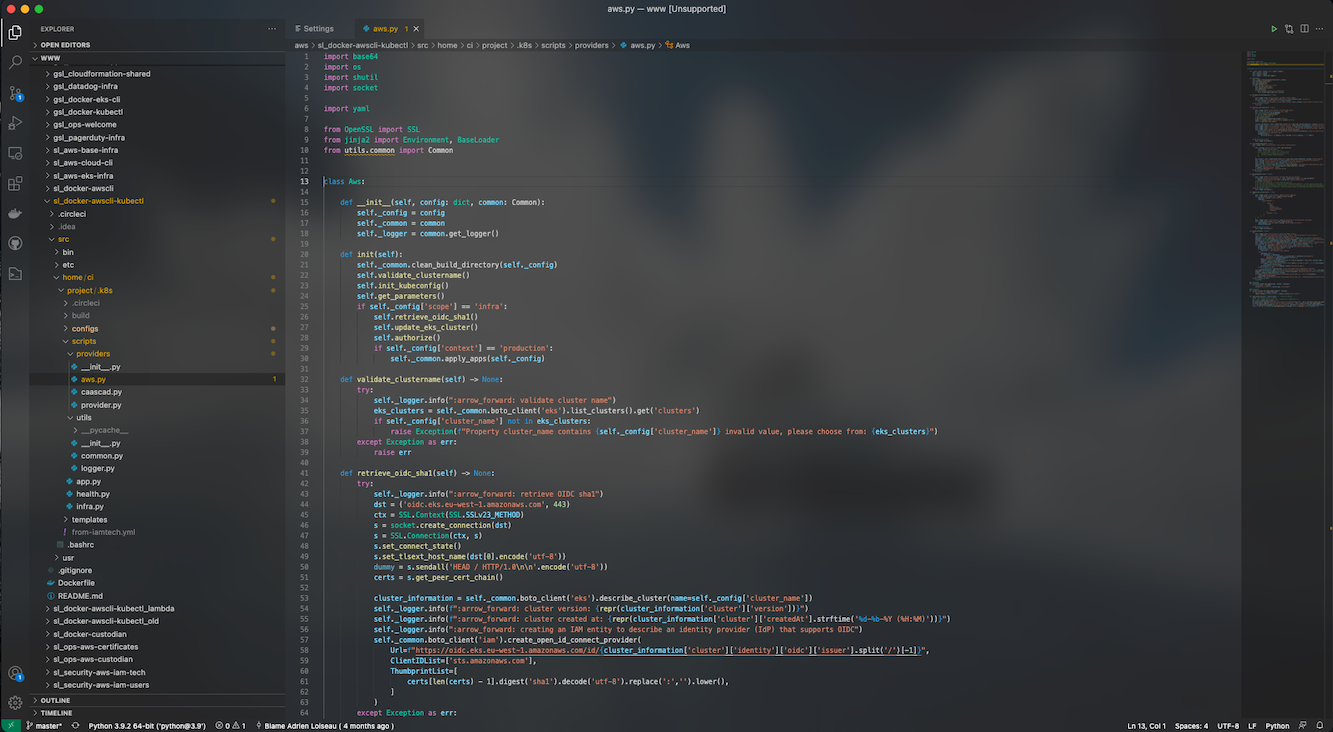 aws.py — www [Unsupported]
EXPLORER
OPEN EDITORS
WWW
gsl_cloudformation-shared
gsl_datadog-infra
gsl_docker-eks-cli
gsl_docker-kubectl
gsl_ops-welcome
gsl_pagerduty-infra
sl_aws-base-infra
sl_aws-cloud-cli
sl_aws-eks-infra
sl_docker-awscli
sl_docker-awscli-kubectl
.circleci
.idea
src
bin
etc
home/ci
project/.k8s
.circleci
build
configs
scripts
providers
__init__.py
aws.py 1
caascad.py
provider.py
utils
__pycache__
__init__.py
common.py
logger.py
app.py
health.py
infra.py
templates
! from-iamtech.yml
.bashrc
usr
.gitignore
Dockerfile
README.md
sl_docker-awscli-kubectl_lambda
sl_docker-awscli-kubectl_old
sl_docker-custodian
sl_ops-aws-certificates
sl_ops-aws-custodian
sl_security-aws-iam-tech
sl_security-aws-iam-users
OUTLINE
TIMELINE
Settings
aws.py 1
aws > sl_docker-awscli-kubectl > src > home > ci > project > .k8s > scripts > providers > aws.py > Aws
1 import base64
2 import os
3 import shutil
4 import socket
5
6 import yaml
7
8 from OpenSSL import SSL
9 from jinja2 import Environment, BaseLoader
10 from utils.common import Common
11
12
13 class Aws:
14
15 def __init__(self, config: dict, common: Common):
16 self._config = config
17 self._common = common
18 self._logger = common.get_logger()
19
20 def init(self):
21 self._common.clean_build_directory(self._config)
22 self.validate_clustername()
23 self.init_kubeconfig()
24 self.get_parameters()
25 if self._config['scope'] == 'infra':
26 self.retrieve_oidc_sha1()
27 self.update_eks_cluster()
28 self.authorize()
29 if self._config['context'] == 'production':
30 self._common.apply_apps(self._config)
31
32 def validate_clustername(self) -> None:
33 try:
34 self._logger.info(":arrow_forward: validate cluster name")
35 eks_clusters = self._common.boto_client('eks').list_clusters().get('clusters')
36 if self._config['cluster_name'] not in eks_clusters:
37 raise Exception(f"Property cluster_name contains {self._config['cluster_name']} invalid value, please choose from: {eks_clusters}")
38 except Exception as err:
39 raise err
40
41 def retrieve_oidc_sha1(self) -> None:
42 try:
43 self._logger.info(":arrow_forward: retrieve OIDC sha1")
44 dst = ('oidc.eks.eu-west-1.amazonaws.com', 443)
45 ctx = SSL.Context(SSL.SSLv23_METHOD)
46 s = socket.create_connection(dst)
47 s = SSL.Connection(ctx, s)
48 s.set_connect_state()
49 s.set_tlsext_host_name(dst[0].encode('utf-8'))
50 dummy = s.sendall('HEAD / HTTP/1.0\n\n'.encode('utf-8'))
51 certs = s.get_peer_cert_chain()
52
53 cluster_information = self._common.boto_client('eks').describe_cluster(name=self._config['cluster_name'])
54 self._logger.info(f":arrow_forward: cluster version: {repr(cluster_information['cluster']['version'])}")
55 self._logger.info(f":arrow_forward: cluster created at: {repr(cluster_information['cluster']['createdAt'].strftime('%d-%b-%Y (%H:%M)'))}")
56 self._logger.info(":arrow_forward: creating an IAM entity to describe an identity provider (IdP) that supports OIDC")
57 self._common.boto_client('iam').create_open_id_connect_provider(
58 Url=f"https://oidc.eks.eu-west-1.amazonaws.com/id/{cluster_information['cluster']['identity']['oidc']['issuer'].split('/')[-1]}",
59 ClientIDList=['sts.amazonaws.com'],
60 ThumbprintList=[
61 certs[len(certs) - 1].digest('sha1').decode('utf-8').replace(':','').lower(),
62 ]
63 )
64 except Exception as err:
master* Python 3.9.2 64-bit ('python@3.9') 0 1 Blame Adrien Loiseau ( 4 months ago ) Ln 13, Col 1 Spaces: 4 UTF-8 LF Python